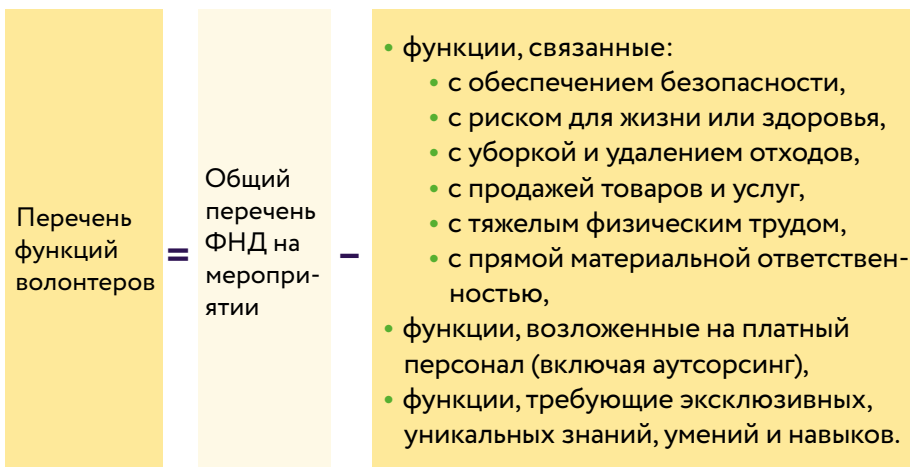 Перечень
функций
волонтеров
=
Общий
перечень
ФНД на
меропри-
ятии
–
• функции, связанные:
• с обеспечением безопасности,
• с риском для жизни или здоровья,
• с уборкой и удалением отходов,
• с продажей товаров и услуг,
• с тяжелым физическим трудом,
• с прямой материальной ответствен-
ностью,
• функции, возложенные на платный
персонал (включая аутсорсинг),
• функции, требующие эксклюзивных,
уникальных знаний, умений и навыков.